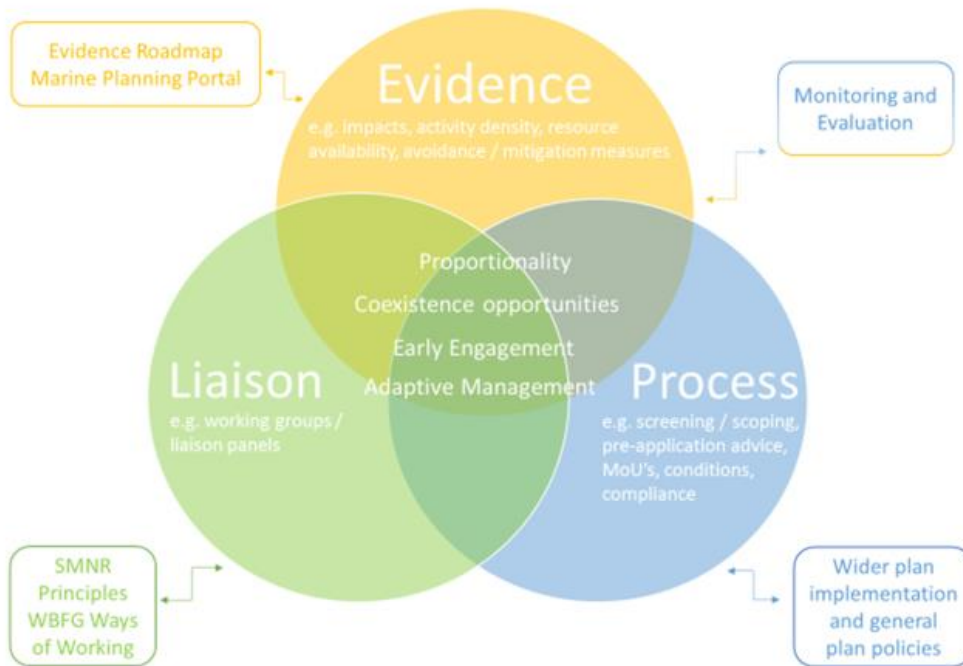 Evidence Roadmap
Marine Planning Portal
Evidence
e.g. impacts, activity density, resource
availability, avoidance / mitigation measures
Monitoring and
Evaluation
Proportionality
Coexistence opportunities
Early Engagement
Adaptive Management
Liaison
e.g. working groups /
liaison panels
Process
e.g. screening / scoping,
pre-application advice,
MoU's, conditions,
compliance
SMNR
Principles
WBFG Ways
of Working
Wider plan
implementation
and general
plan policies